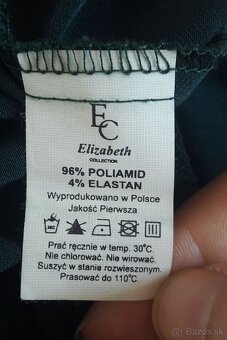 EC
Elizabeth
COLLECTION
96% POLIAMID
4% ELASTAN
Wyprodukowano w Polsce
Jakość Pierwsza
Prać ręcznie w temp. 30°C.
Nie chlorować. Nie wirować.
Suszyć w stanie rozwieszonym.
Prasować do 110°C.
Bazos.sk